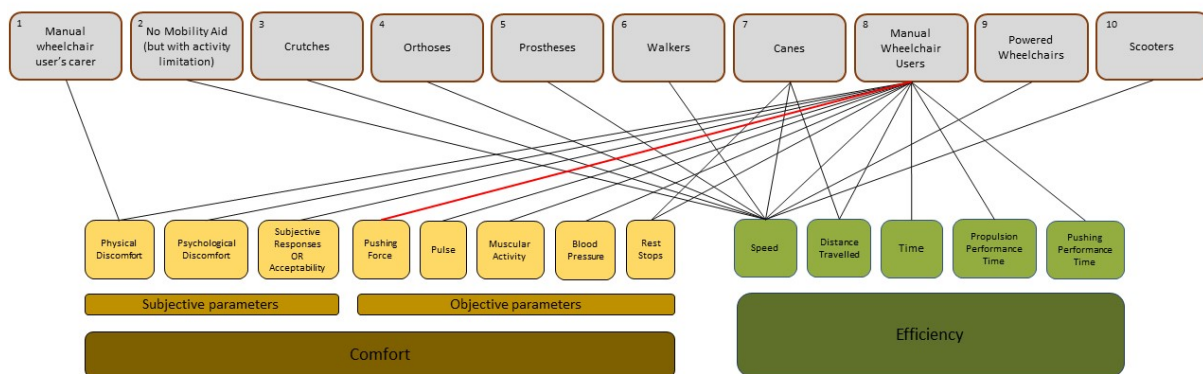 1
Manual
wheelchair
user's carer
2
No Mobility Aid
(but with activity
limitation)
3
Crutches
4
Orthoses
5
Prostheses
6
Walkers
7
Canes
8
Manual
Wheelchair
Users
9
Powered
Wheelchairs
10
Scooters
Physical
Discomfort
Psychological
Discomfort
Subjective
Responses
OR
Acceptability
Pushing
Force
Pulse
Muscular
Activity
Blood
Pressure
Rest
Stops
Speed
Distance
Travelled
Time
Propulsion
Performance
Time
Pushing
Performance
Time
Subjective parameters
Objective parameters
Comfort
Efficiency